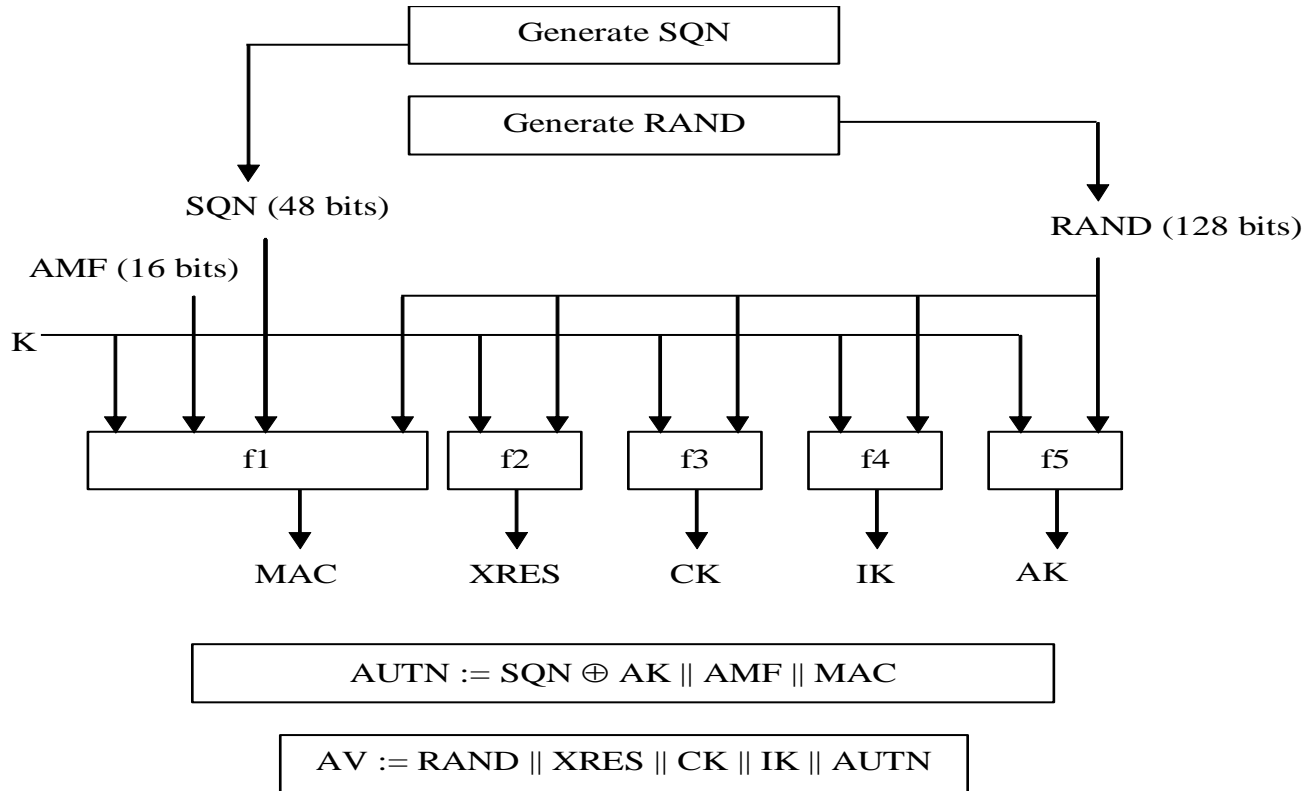 Generate SQN
Generate RAND
SQN (48 bits)
RAND (128 bits)
AMF (16 bits)
K
f1 f2 f3 f4 f5
MAC XRES CK IK AK
AUTN := SQN ⊕ AK || AMF || MAC
AV := RAND || XRES || CK || IK || AUTN